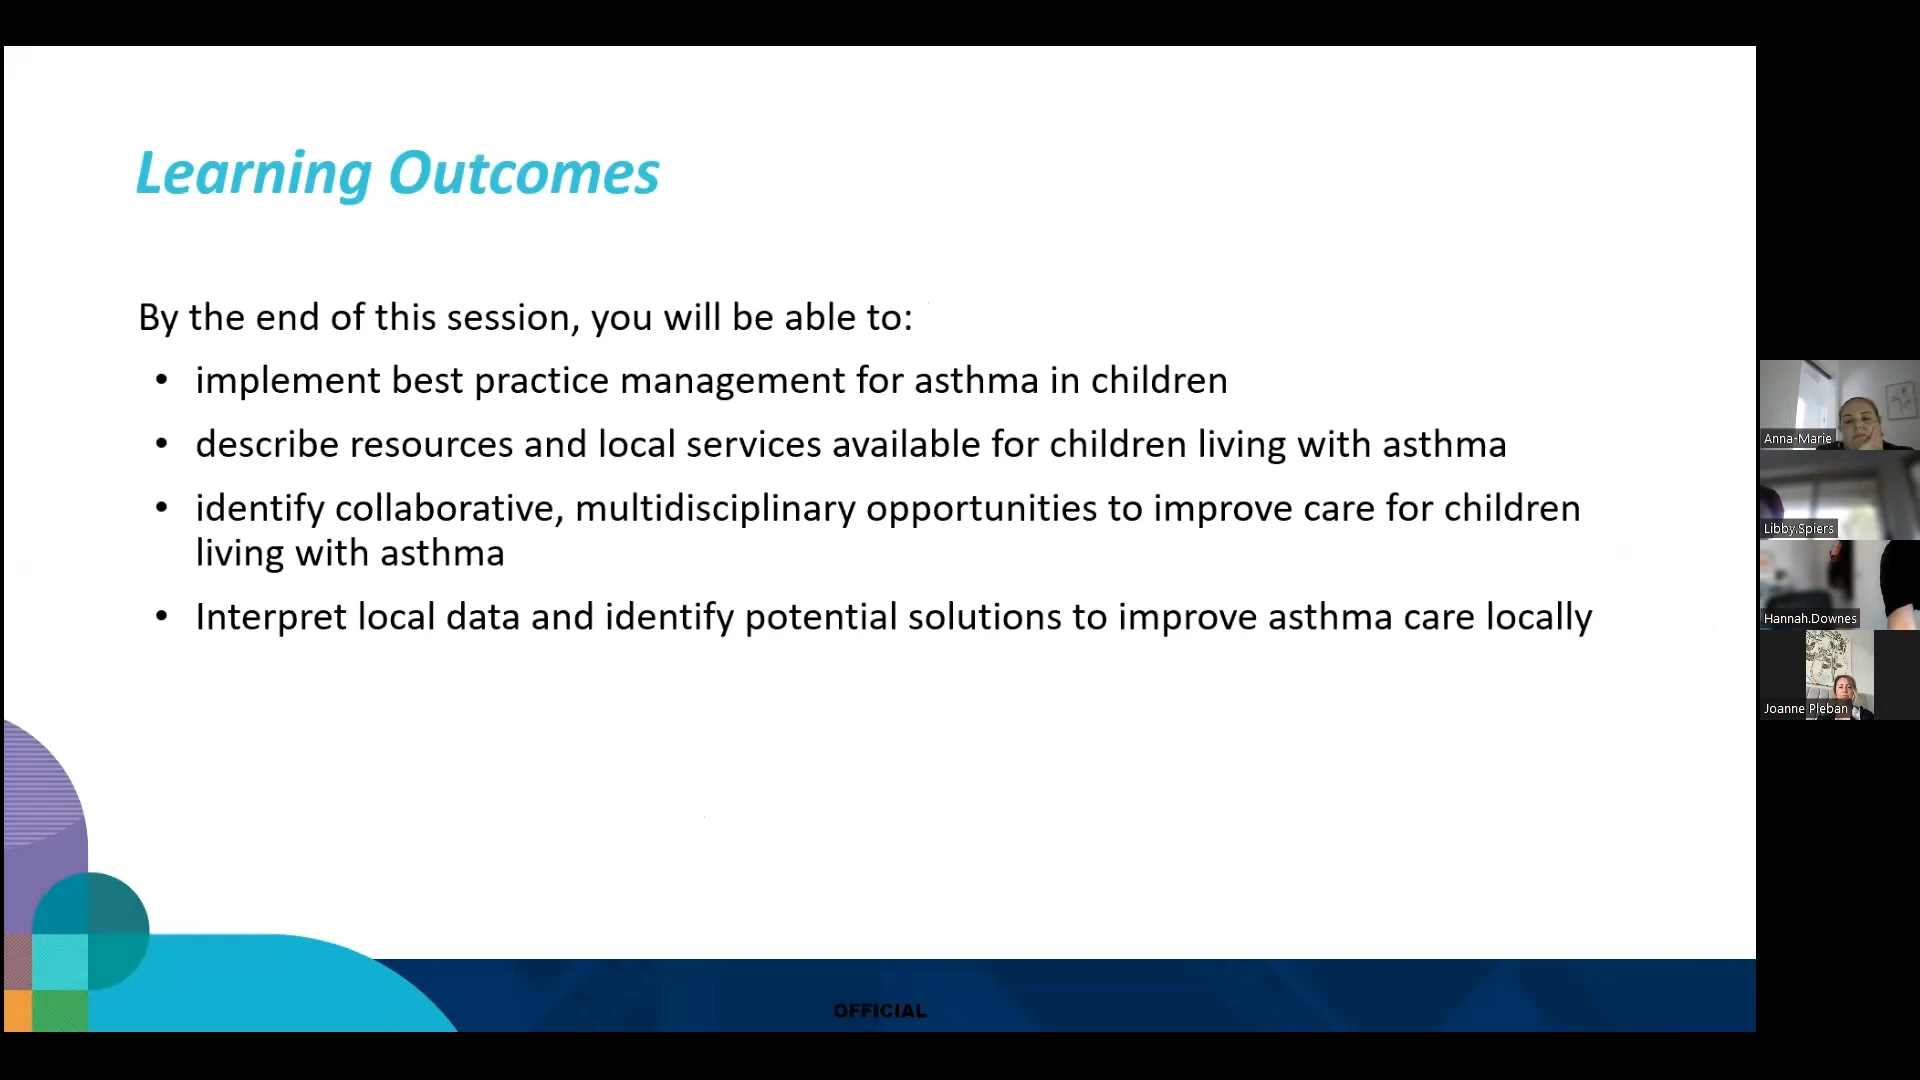 Learning Outcomes
By the end of this session, you will be able to:
• implement best practice management for asthma in children
• describe resources and local services available for children living with asthma
• identify collaborative, multidisciplinary opportunities to improve care for children
living with asthma
• Interpret local data and identify potential solutions to improve asthma care locally
OFFICIAL
Anna-Marie
Libby.Spiers
Hannah.Downes
Joanne Pleban